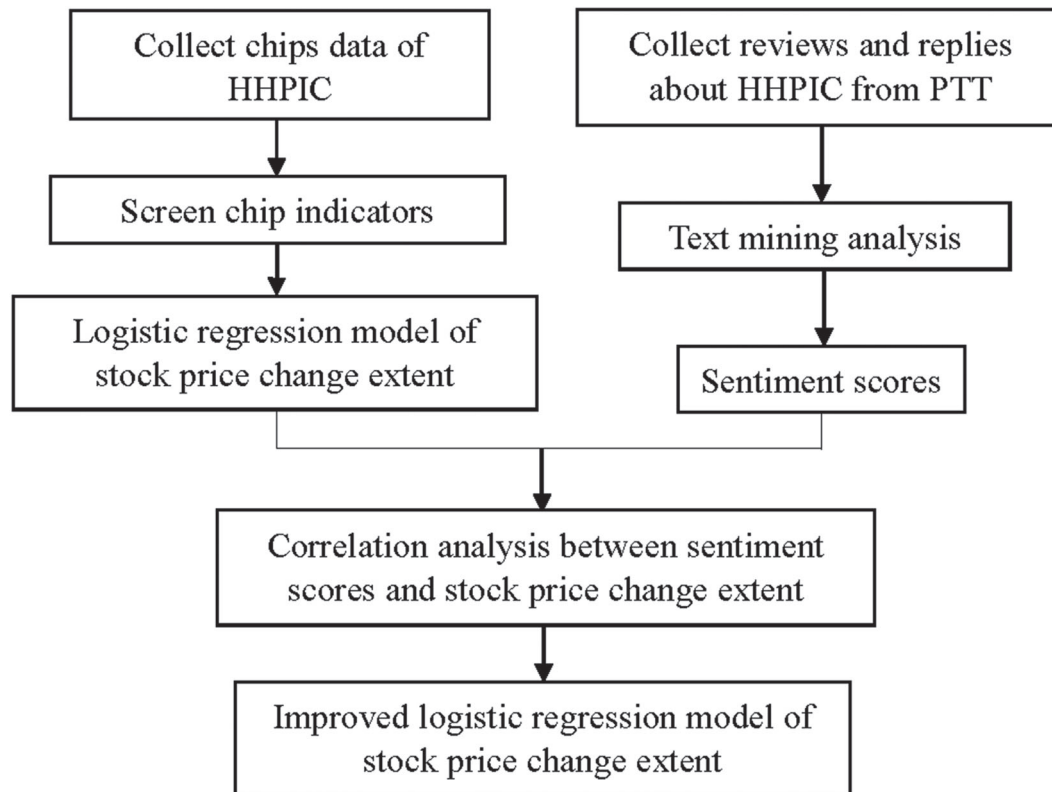 Collect chips data of
HHPIC
Collect reviews and replies
about HHPIC from PTT
Screen chip indicators
Text mining analysis
Logistic regression model of
stock price change extent
Sentiment scores
Correlation analysis between sentiment
scores and stock price change extent
Improved logistic regression model of
stock price change extent